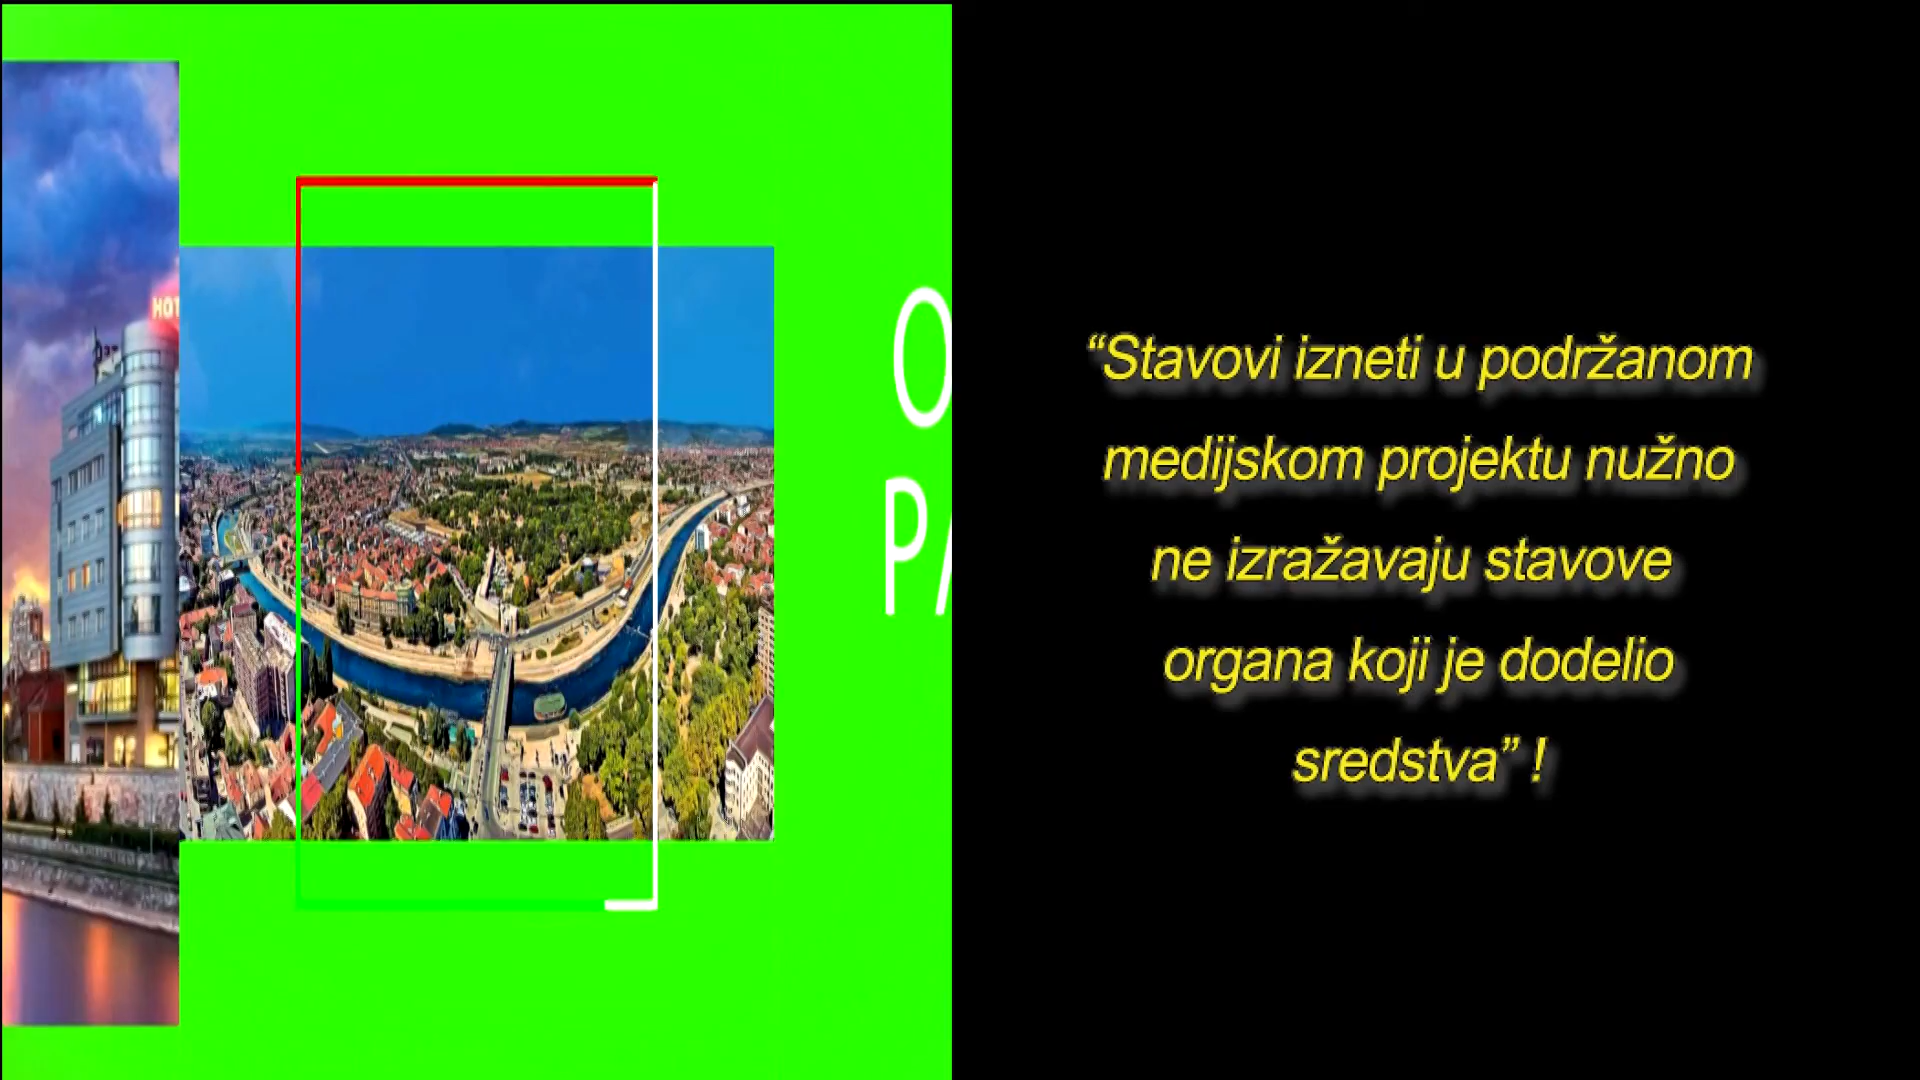 “Stavovi izneti u podržanom
medijskom projektu nužno
ne izražavaju stavove
organa koji je dodelio
sredstva” !